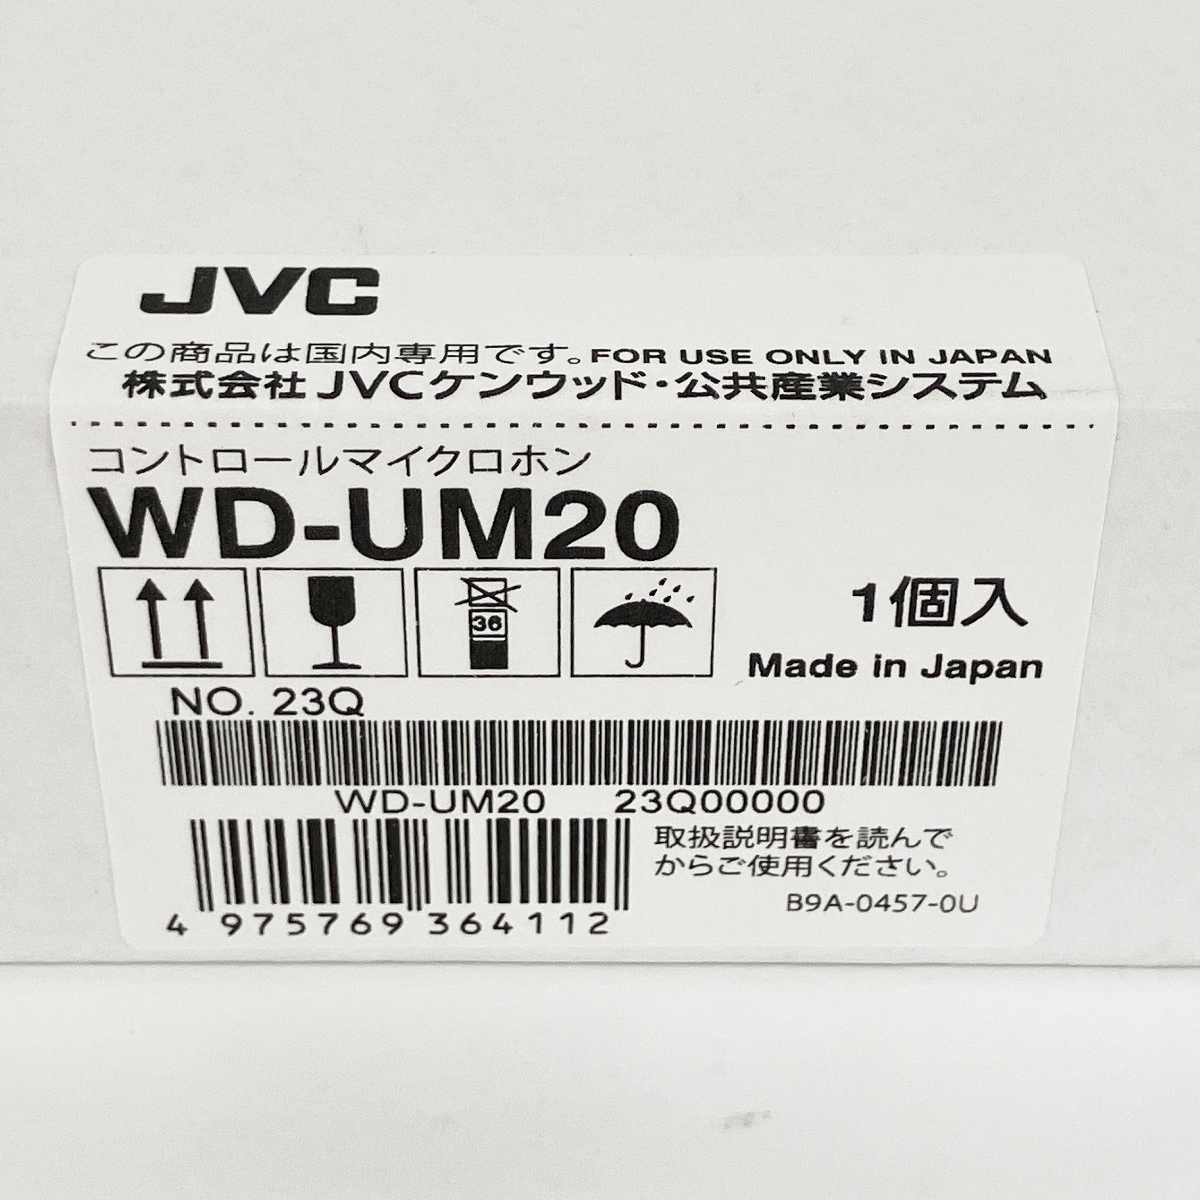 JVC
この商品は国内専用です。FOR USE ONLY IN JAPAN
株式会社 JVCケンウッド・公共産業システム
コントロールマイクロホン
WD-UM20
36
1個入
Made in Japan
NO. 23Q
WD-UM20 23Q00000
取扱説明書を読んで
からご使用ください。
B9A-0457-0U
4 975769 364112